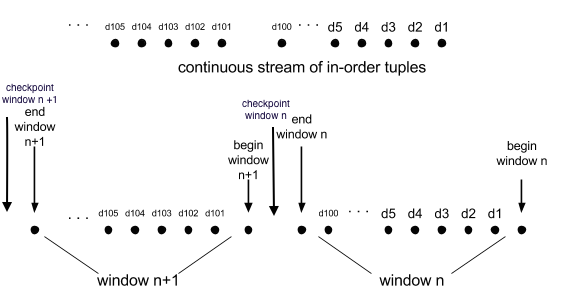 . . . d105 d104 d103 d102 d101 d100 . . . d5 d4 d3 d2 d1
continuous stream of in-order tuples
checkpoint
window n +1
end
window
n+1
checkpoint
window n
end
window n
begin
window
n+1
begin
window n
. . . d105 d104 d103 d102 d101 d100 . . . d5 d4 d3 d2 d1
window n+1 window n